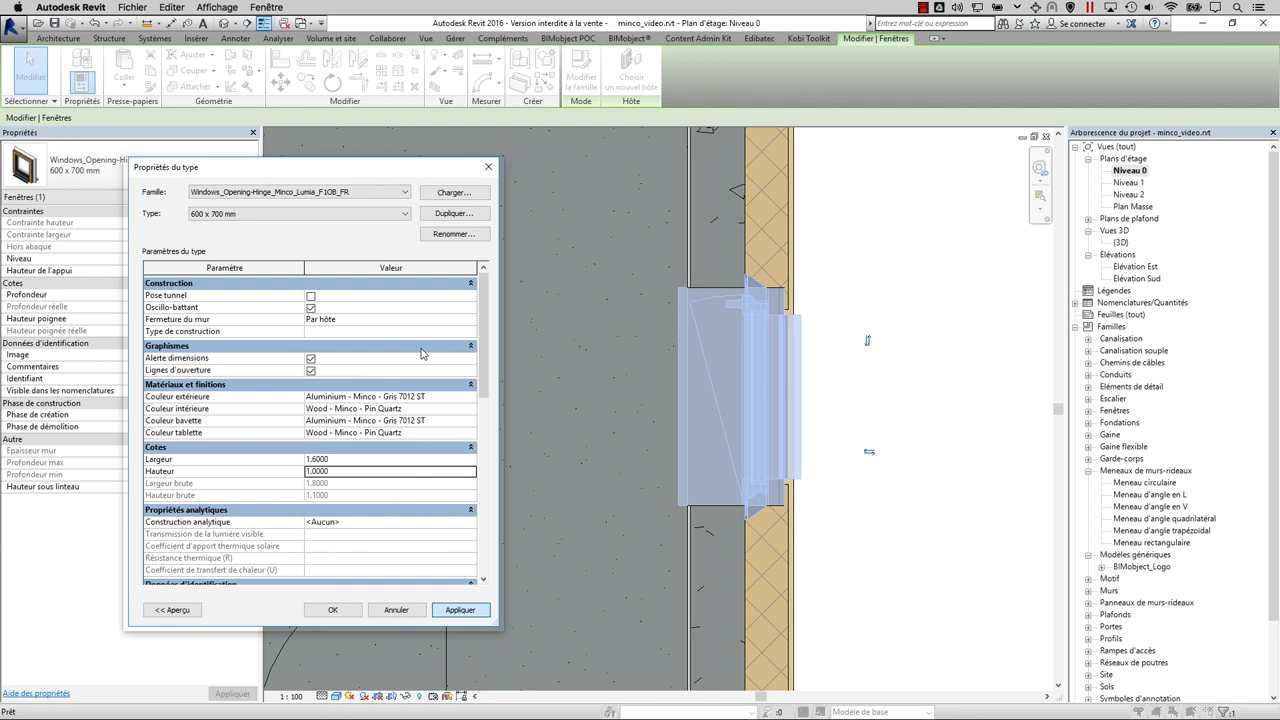 Autodesk Revit Fichier Editer Affichage Fenêtre
Autodesk Revit 2016 - Version interdite à la vente - minco_video.rvt - Plan d'étage: Niveau 0
Entrez mot-clé ou expression
Se connecter
Architecture Structure Systèmes Insérer Annoter Analyser Volume et site Collaborer Vue Gérer Compléments BIMobject POC BIMobject® Content Admin Kit Edibatec Kobi Toolkit Modifier | Fenêtres
Modifier
Coller
Ajuster
Couper
Attacher
Modifier la famille
Choisir un nouvel hôte
Sélectionner Propriétés Presse-papiers Géométrie Modifier Vue Mesurer Créer Mode Hôte
Modifier | Fenêtres
Propriétés
Windows_Opening-Hin
600 x 700 mm
Fenêtres (1)
Contraintes
Contrainte hauteur
Contrainte largeur
Hors abaque
Niveau
Hauteur de l'appui
Cotes
Profondeur
Profondeur réelle
Hauteur poignée
Hauteur poignée réelle
Données d'identification
Image
Commentaires
Identifiant
Visible dans les nomenclatures
Phase de construction
Phase de création
Phase de démolition
Autre
Epaisseur mur
Profondeur max
Profondeur min
Hauteur sous linteau
Aide des propriétés
Appliquer
Propriétés du type
Famille: Windows_Opening-Hinge_Minco_Lumia_F1OB_FR Charger...
Type: 600 x 700 mm Dupliquer...
Renommer...
Paramètres du type
Paramètre Valeur
Construction
Pose tunnel
Oscillo-battant
Fermeture du mur Par hôte
Type de construction
Graphismes
Alerte dimensions
Lignes d'ouverture
Matériaux et finitions
Couleur extérieure Aluminium - Minco - Gris 7012 ST
Couleur intérieure Wood - Minco - Pin Quartz
Couleur bavette Aluminium - Minco - Gris 7012 ST
Couleur tablette Wood - Minco - Pin Quartz
Cotes
Largeur 1.6000
Hauteur 1.0000
Largeur brute 1.8000
Hauteur brute 1.1000
Propriétés analytiques
Construction analytique <Aucun>
Transmission de la lumière visible
Coefficient d'apport thermique solaire
Résistance thermique (R)
Coefficient de transfert de chaleur (U)
Données d'identification
<< Aperçu OK Annuler Appliquer
Arborescence du projet - minco_video.rvt
Vues (tout)
Plans d'étage
Niveau 0
Niveau 1
Niveau 2
Plan Masse
Plans de plafond
Vues 3D
{3D}
Elévations
Elévation Est
Elévation Sud
Légendes
Nomenclatures/Quantités
Feuilles (tout)
Familles
Canalisation
Canalisation souple
Chemins de câbles
Conduits
Eléments de détail
Escalier
Fenêtres
Fondations
Gaine
Gaine flexible
Garde-corps
Meneaux de murs-rideaux
Meneau circulaire
Meneau d'angle en L
Meneau d'angle en V
Meneau d'angle quadrilatéral
Meneau d'angle trapézoïdal
Meneau rectangulaire
Modèles génériques
BIMobject_Logo
Motif
Murs
Panneaux de murs-rideaux
Plafonds
Portes
Profils
Rampes d'accès
Réseaux de poutres
Site
Sols
Symboles d'annotation
1 : 100
Prêt
:0
Modèle de base
:1